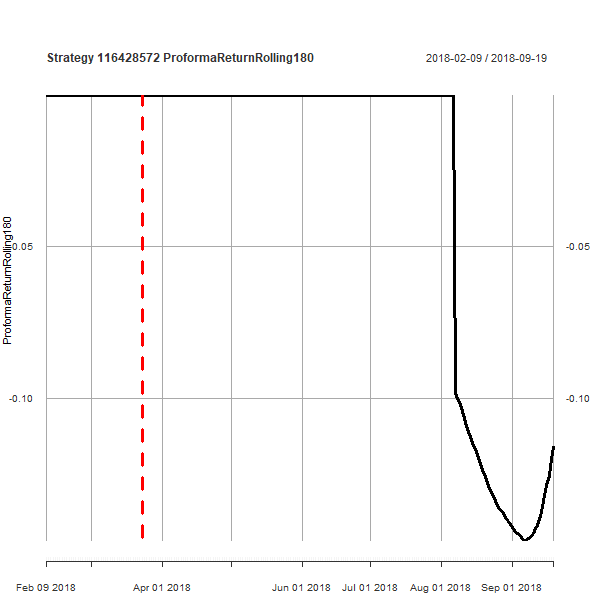 Strategy 116428572 ProformaReturnRolling180
2018-02-09 / 2018-09-19
ProformaReturnRolling180
-0.05
-0.05
-0.10
-0.10
Feb 09 2018
Apr 01 2018
Jun 01 2018
Jul 01 2018
Aug 01 2018
Sep 01 2018